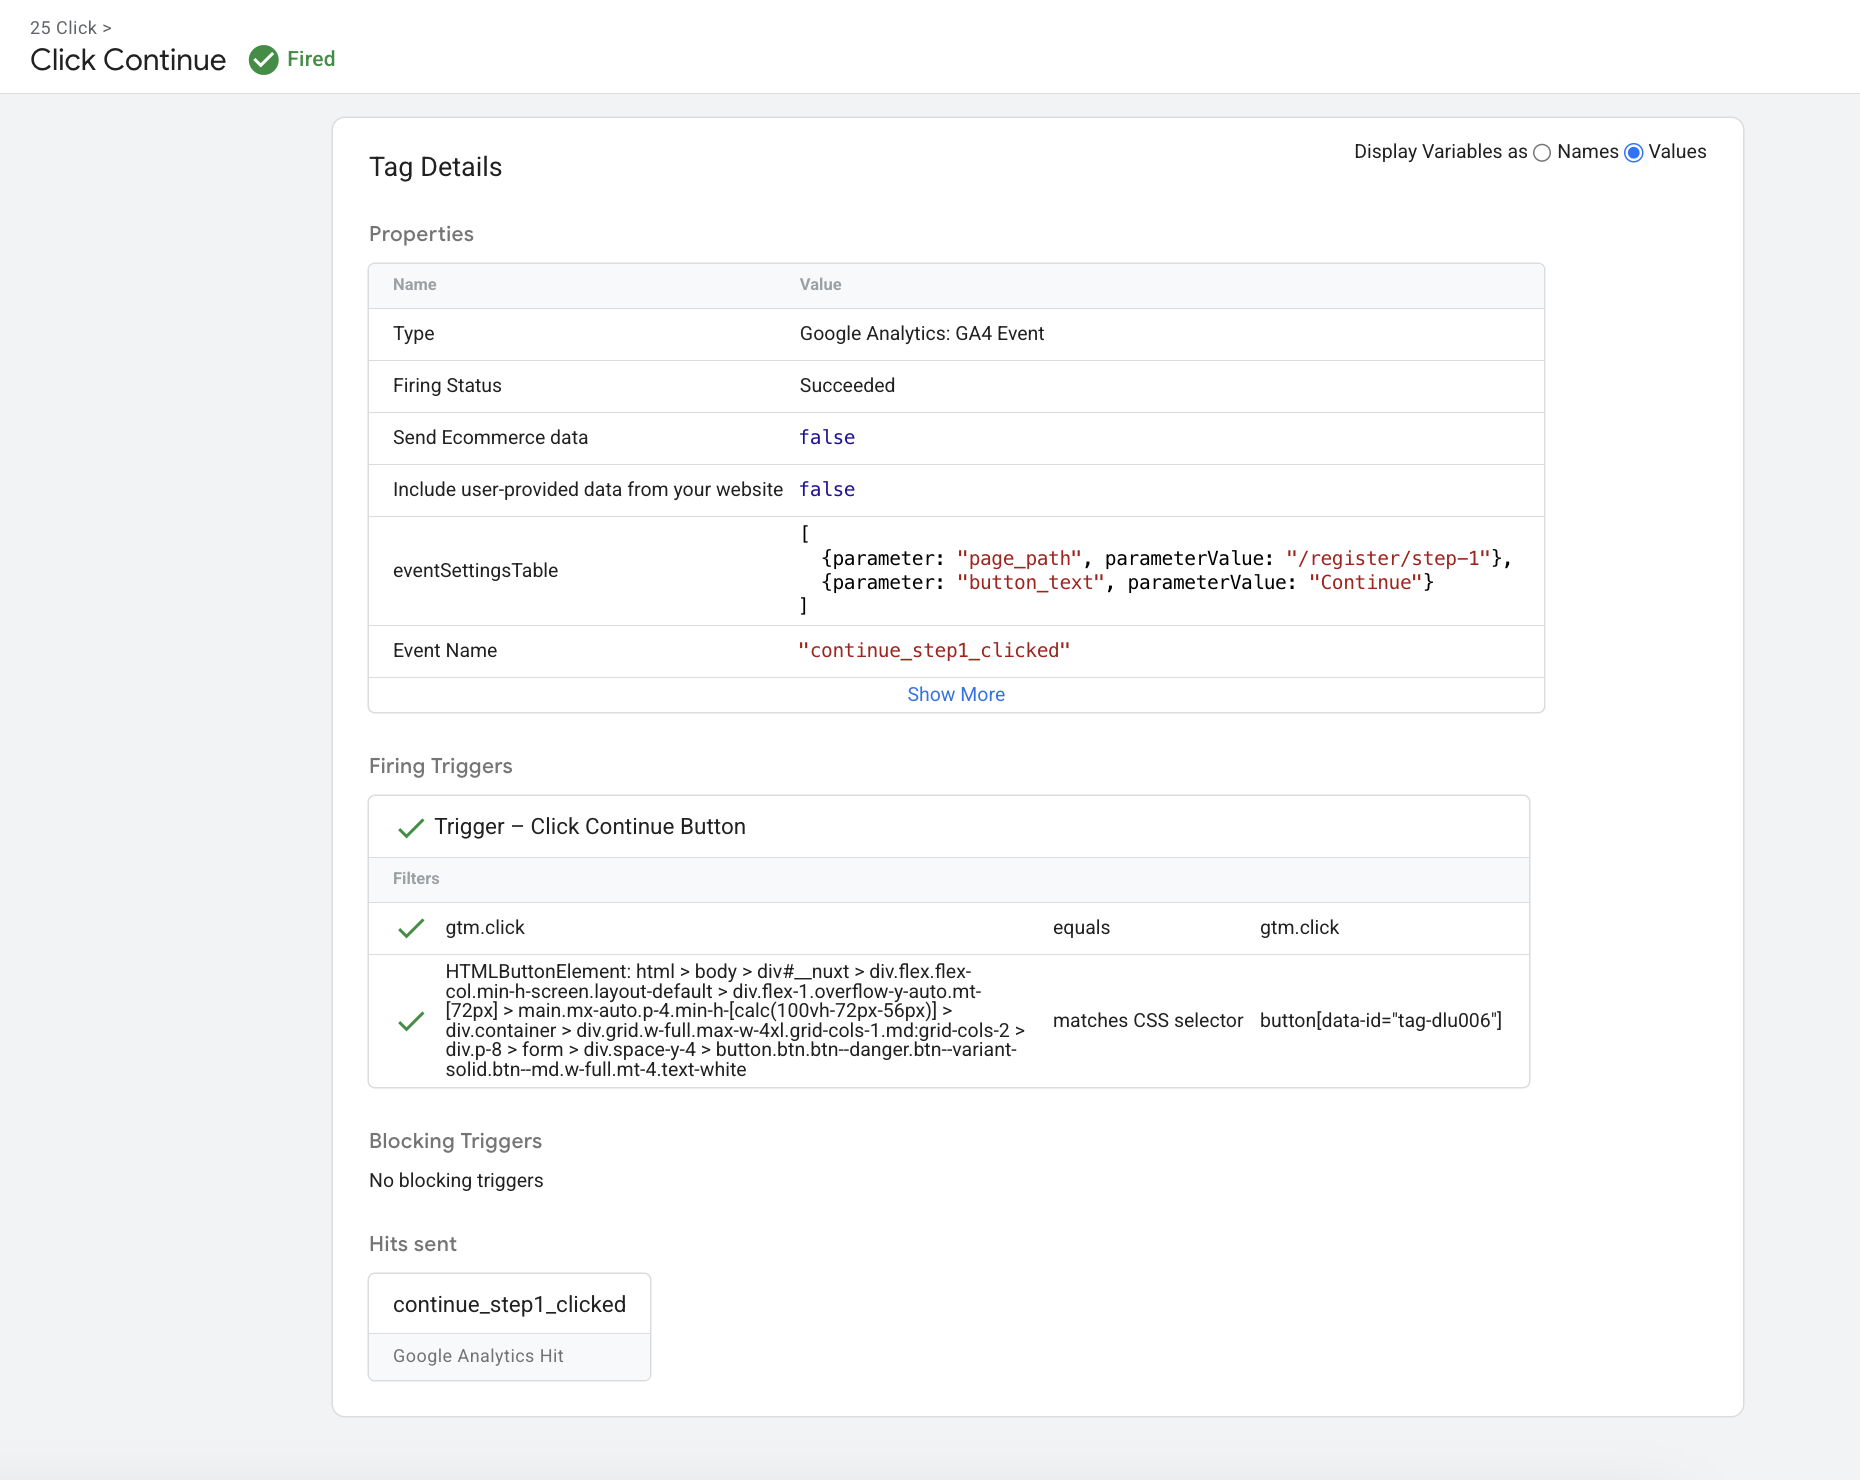 25 Click >
Click Continue Fired
Display Variables as Names Values
Tag Details
Properties
Name Value
Type Google Analytics: GA4 Event
Firing Status Succeeded
Send Ecommerce data false
Include user-provided data from your website false
eventSettingsTable
[
{parameter: "page_path", parameterValue: "/register/step-1"},
{parameter: "button_text", parameterValue: "Continue"}
]
Event Name "continue_step1_clicked"
Show More
Firing Triggers
Trigger – Click Continue Button
Filters
gtm.click equals gtm.click
HTMLButtonElement: html > body > div#__nuxt > div.flex.flex-
col.min-h-screen.layout-default > div.flex-1.overflow-y-auto.mt-
[72px] > main.mx-auto.p-4.min-h-[calc(100vh-72px-56px)] >
div.container > div.grid.w-full.max-w-4xl.grid-cols-1.md:grid-cols-2 >
div.p-8 > form > div.space-y-4 > button.btn.btn--danger.btn--variant-
solid.btn--md.w-full.mt-4.text-white
matches CSS selector button[data-id="tag-dlu006"]
Blocking Triggers
No blocking triggers
Hits sent
continue_step1_clicked
Google Analytics Hit